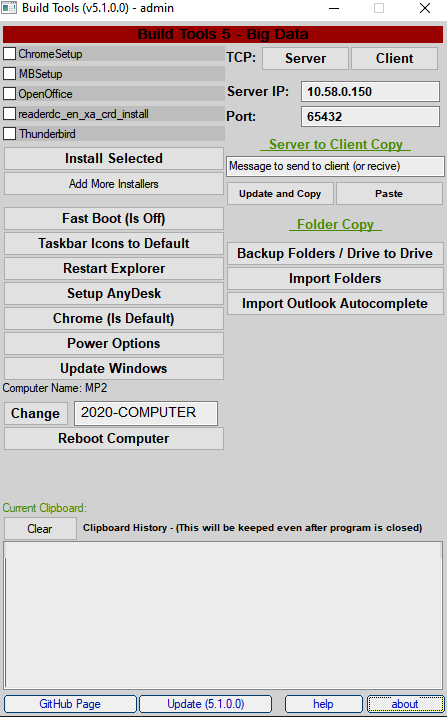 Build Tools (v5.1.0.0) - admin
Build Tools 5 - Big Data
ChromeSetup
MBSetup
OpenOffice
readerdc_en_xa_crd_install
Thunderbird
Install Selected
Add More Installers
Fast Boot (Is Off)
Taskbar Icons to Default
Restart Explorer
Setup AnyDesk
Chrome (Is Default)
Power Options
Update Windows
Computer Name: MP2
Change
2020-COMPUTER
Reboot Computer
TCP:
Server
Client
Server IP:
10.58.0.150
Port:
65432
Server to Client Copy
Message to send to client (or recive)
Update and Copy
Paste
Folder Copy
Backup Folders / Drive to Drive
Import Folders
Import Outlook Autocomplete
Current Clipboard:
Clear
Clipboard History - (This will be keeped even after program is closed)
GitHub Page
Update (5.1.0.0)
help
about